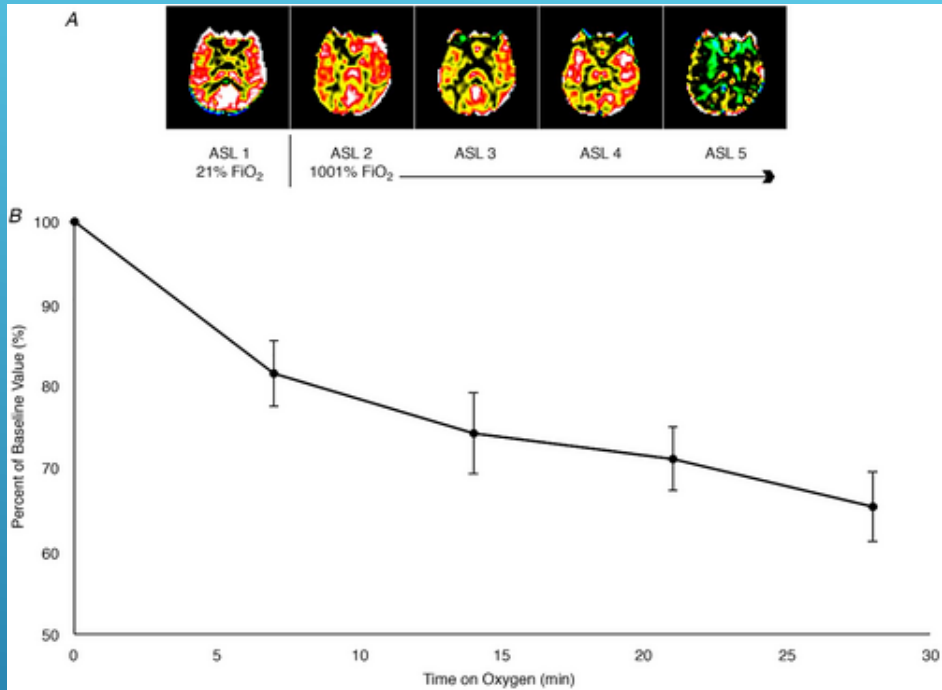 A
ASL 1
21% FiO₂
ASL 2
1001% FiO₂
ASL 3
ASL 4
ASL 5
B
Percent of Baseline Value (%)
100
90
80
70
60
50
0
5
10
15
20
25
30
Time on Oxygen (min)